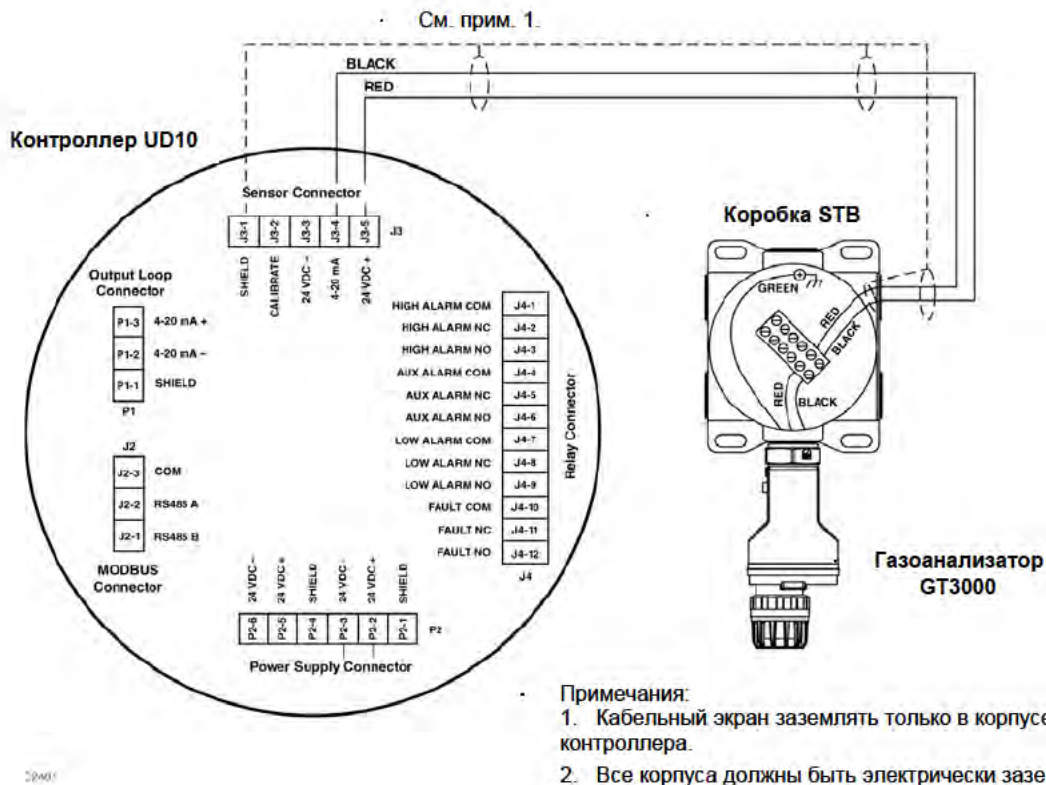 См. прим. 1.
BLACK
RED
Контроллер UD10
Sensor Connector
J3-1
J3-2
J3-3
J3-4
J3-5
J3
SHIELD
CALIBRATE
24 VDC –
4-20 mA
24 VDC +
Output Loop
Connector
P1-3 4-20 mA +
P1-2 4-20 mA –
P1-1 SHIELD
P1
J2
J2-3 COM
J2-2 RS485 A
J2-1 RS485 B
MODBUS
Connector
HIGH ALARM COM J4-1
HIGH ALARM NC J4-2
HIGH ALARM NO J4-3
AUX ALARM COM J4-4
AUX ALARM NC J4-5
AUX ALARM NO J4-6
LOW ALARM COM J4-7
LOW ALARM NC J4-8
LOW ALARM NO J4-9
FAULT COM J4-10
FAULT NC J4-11
FAULT NO J4-12
J4
Relay Connector
24 VDC –
24 VDC +
SHIELD
24 VDC –
24 VDC +
SHIELD
P2-6
P2-5
P2-4
P2-3
P2-2
P2-1
P2
Power Supply Connector
Коробка STB
GREEN
RED
BLACK
RED
BLACK
Газоанализатор
GT3000
Примечания:
1. Кабельный экран заземлять только в корпусе
контроллера.
2. Все корпуса должны быть электрически